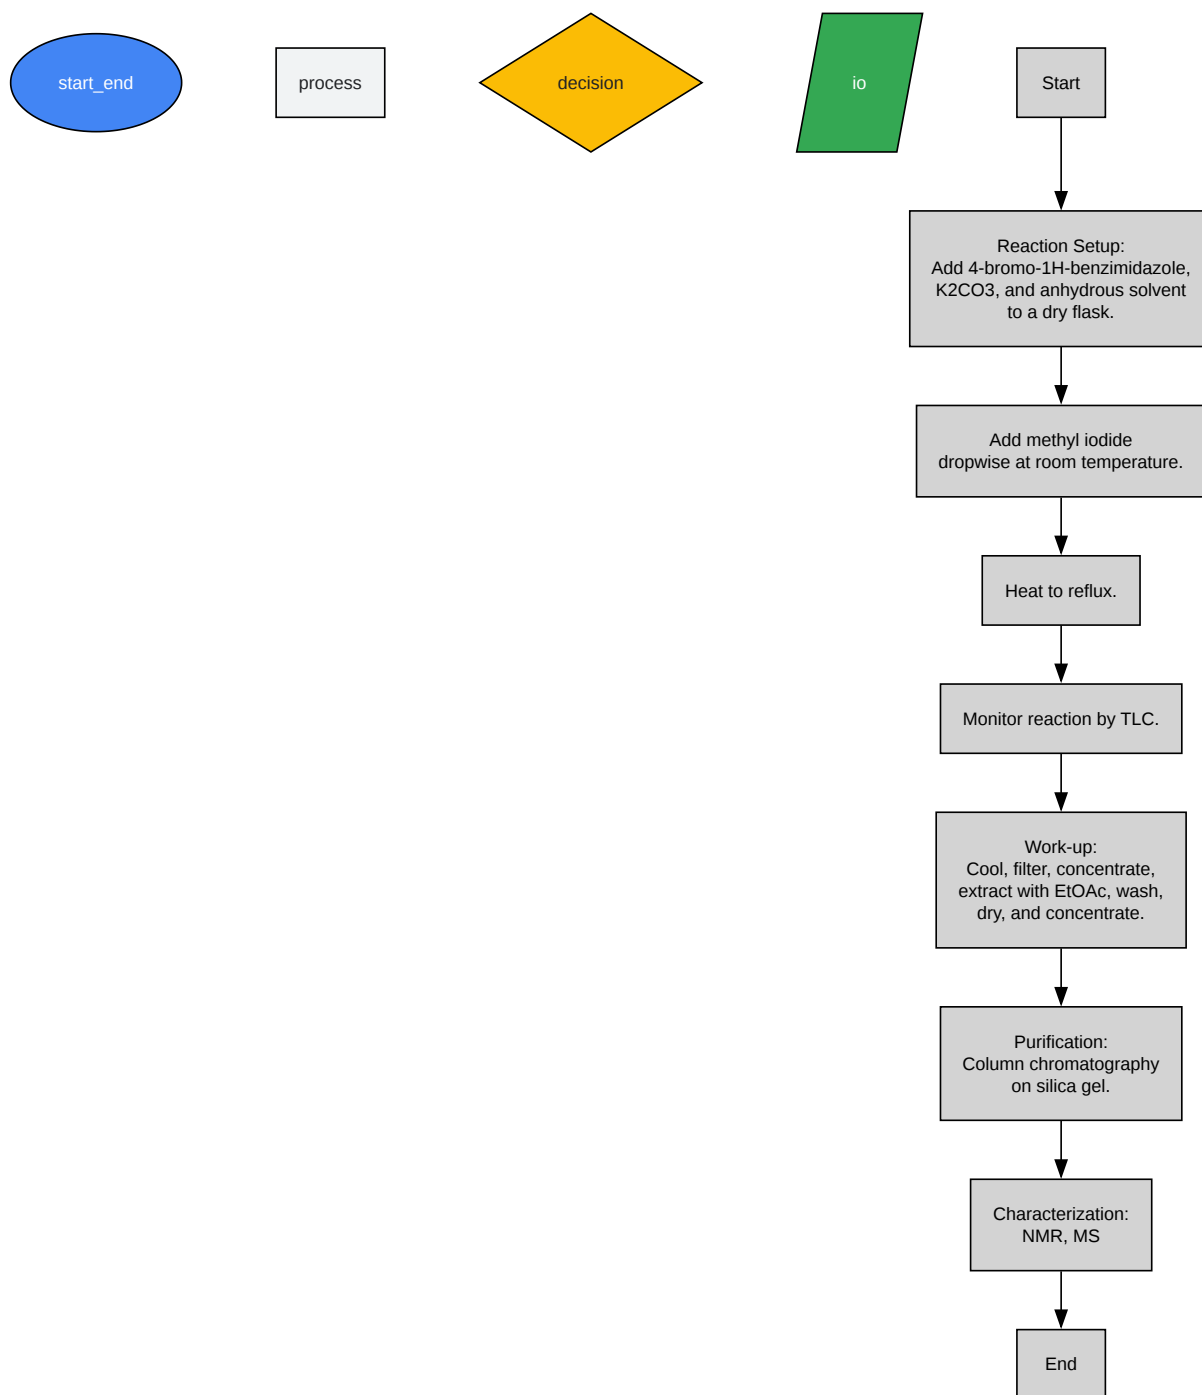 start_end
process
decision
io
Start
Reaction Setup:
Add 4-bromo-1H-benzimidazole,
K2CO3, and anhydrous solvent
to a dry flask.
Add methyl iodide
dropwise at room temperature.
Heat to reflux.
Monitor reaction by TLC.
Work-up:
Cool, filter, concentrate,
extract with EtOAc, wash,
dry, and concentrate.
Purification:
Column chromatography
on silica gel.
Characterization:
NMR, MS
End